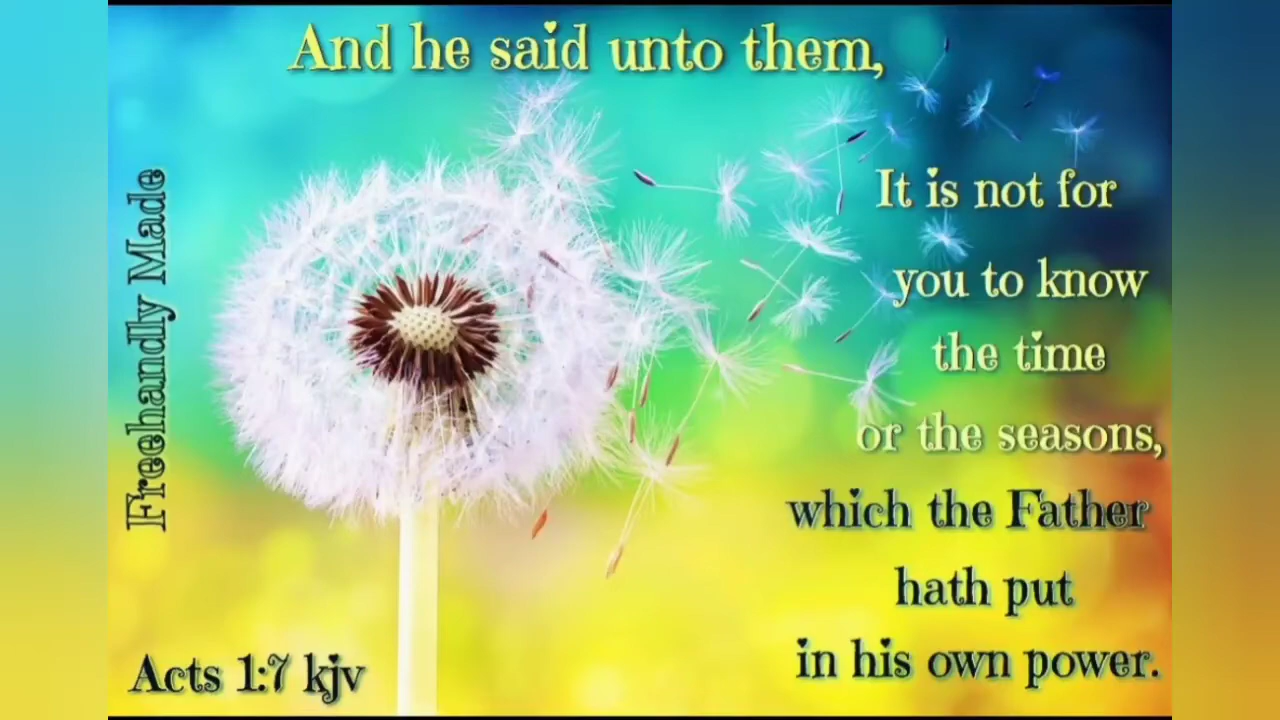 And he said unto them,
It is not for
you to know
the time
or the seasons,
which the Father
hath put
in his own power.
Acts 1:7 kjv
Freehandly Made